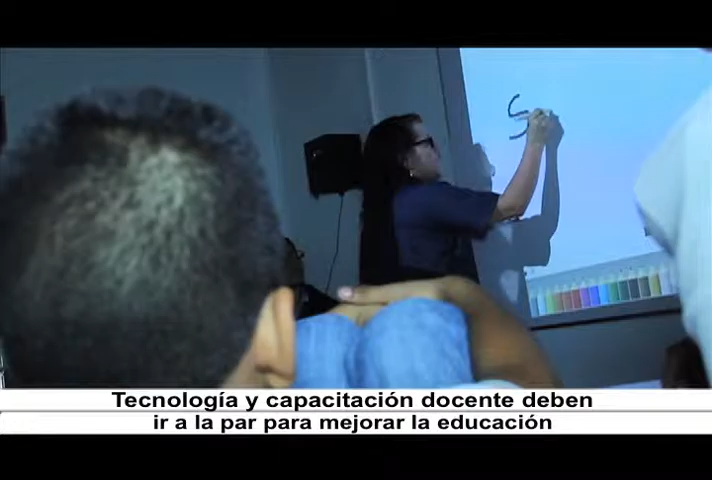 Tecnología y capacitación docente deben
ir a la par para mejorar la educación